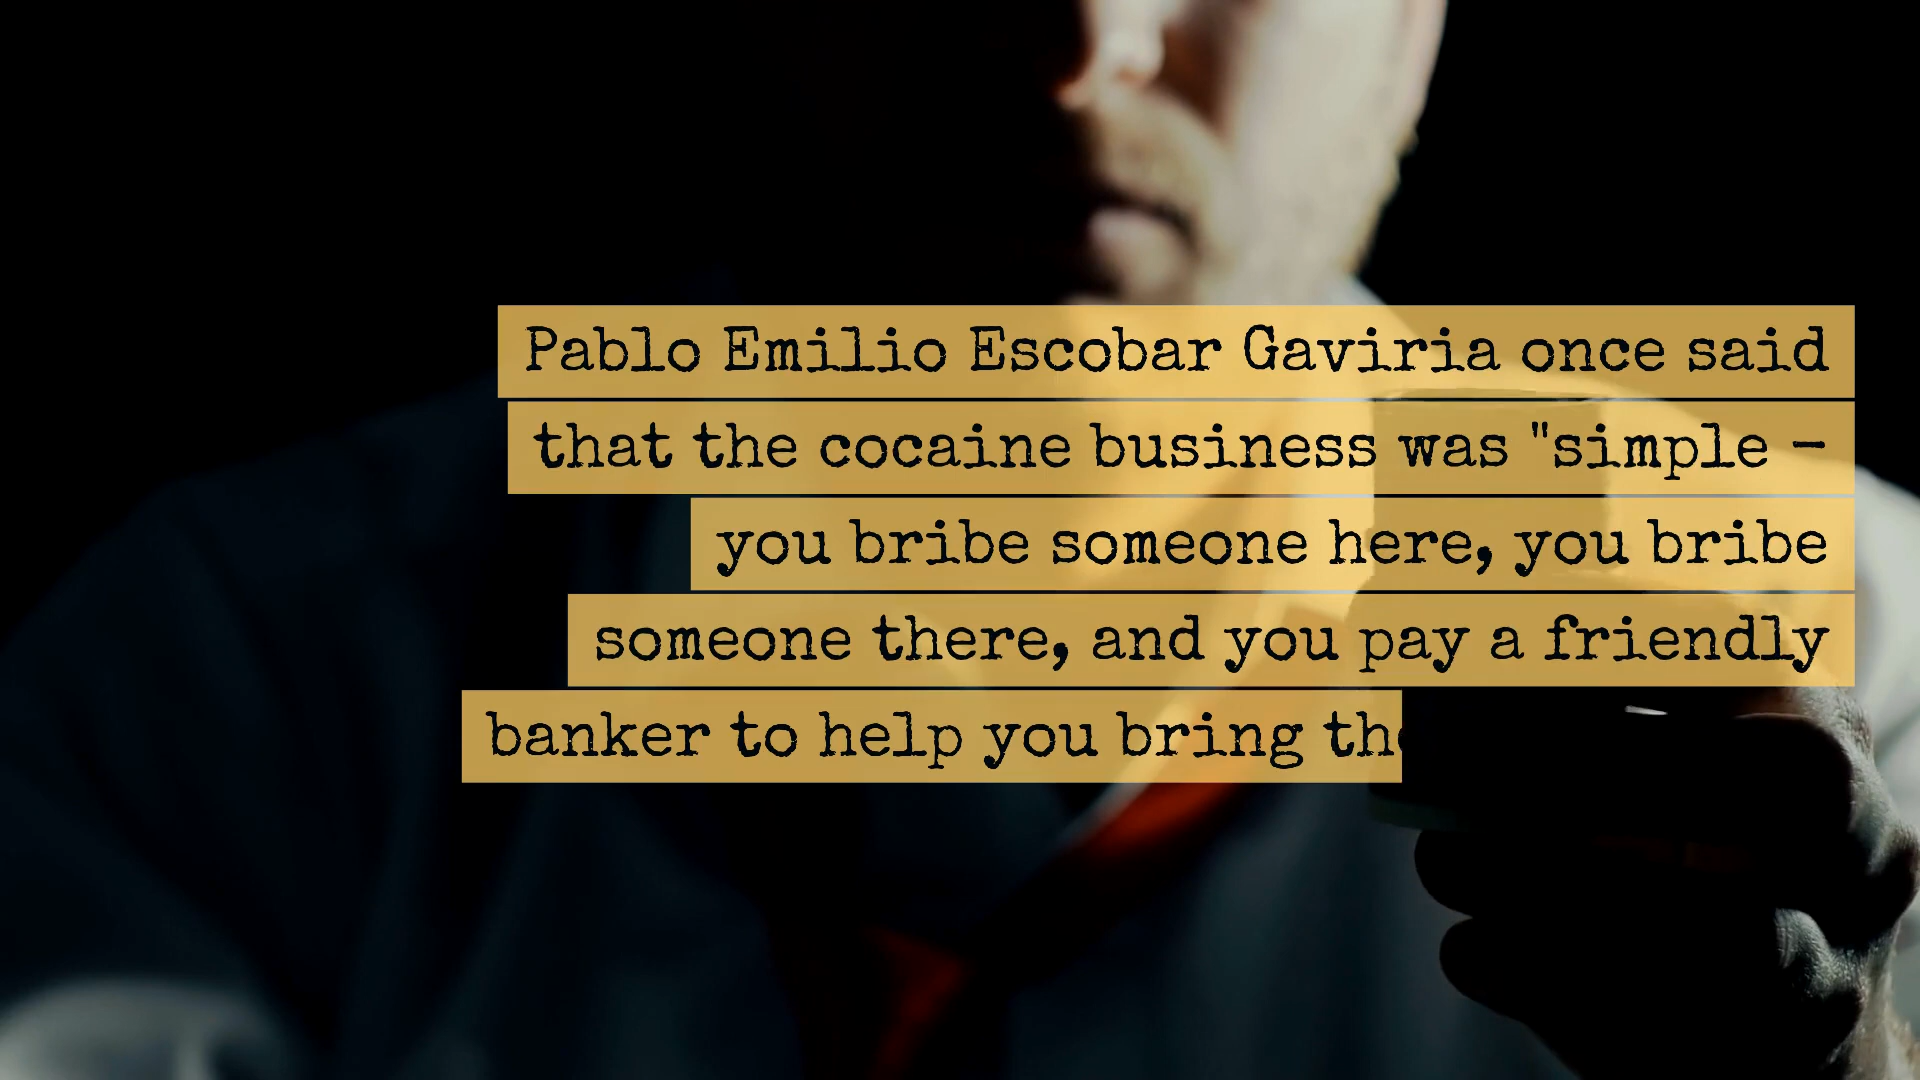 Pablo Emilio Escobar Gaviria once said
that the cocaine business was "simple -
you bribe someone here, you bribe
someone there, and you pay a friendly
banker to help you bring